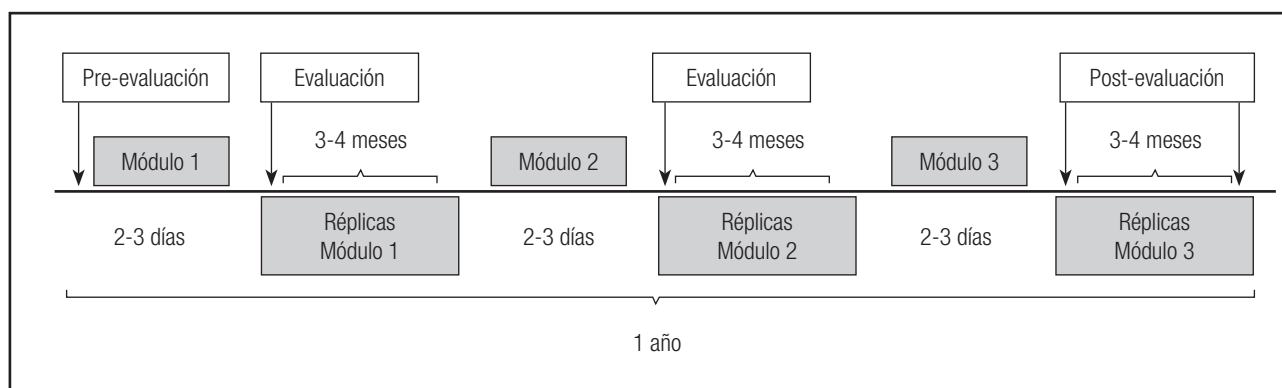 Pre-evaluación
Evaluación
Evaluación
Post-evaluación
3-4 meses
3-4 meses
3-4 meses
Módulo 1
Módulo 2
Módulo 3
2-3 días
Réplicas
Módulo 1
2-3 días
Réplicas
Módulo 2
2-3 días
Réplicas
Módulo 3
1 año